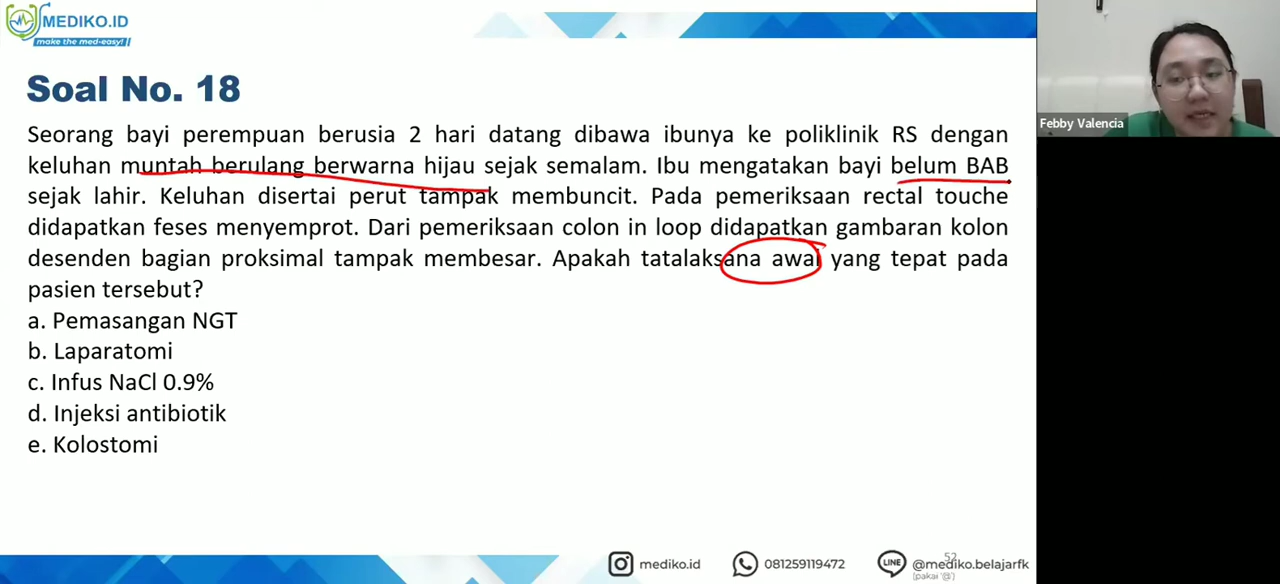 MEDIKO.ID
make the med-easy!
Soal No. 18
Seorang bayi perempuan berusia 2 hari datang dibawa ibunya ke poliklinik RS dengan
keluhan muntah berulang berwarna hijau sejak semalam. Ibu mengatakan bayi belum BAB
sejak lahir. Keluhan disertai perut tampak membuncit. Pada pemeriksaan rectal touche
didapatkan feses menyemprot. Dari pemeriksaan colon in loop didapatkan gambaran kolon
desenden bagian proksimal tampak membesar. Apakah tatalaksana awal yang tepat pada
pasien tersebut?
a. Pemasangan NGT
b. Laparatomi
c. Infus NaCl 0.9%
d. Injeksi antibiotik
e. Kolostomi
Febby Valencia
mediko.id
081259119472
LINE
52
@mediko.belajarfk
(pakai '@')